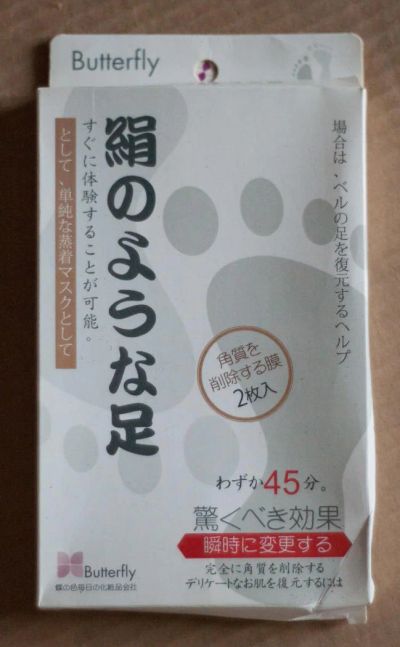 Butterfly
場合は、ベルの足を復元するヘルプ
絹のような足
すぐに体験することが可能。
として、単純な蒸着マスクとして
角質を
削除する膜
2枚入
わずか45分。
驚くべき効果
瞬時に変更する
完全に角質を削除する
デリケートなお肌を復元するには
Butterfly
蝶の色毎日の化粧品会社